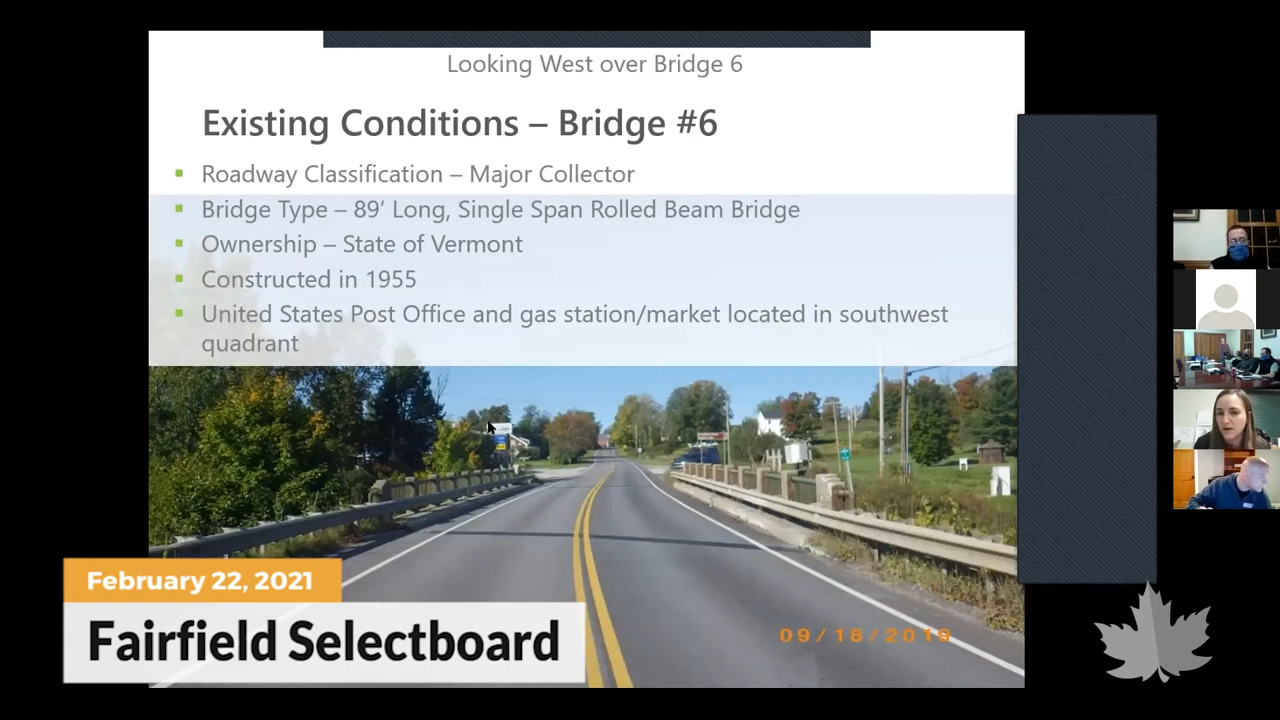 Looking West over Bridge 6
Existing Conditions – Bridge #6
Roadway Classification – Major Collector
Bridge Type – 89’ Long, Single Span Rolled Beam Bridge
Ownership – State of Vermont
Constructed in 1955
United States Post Office and gas station/market located in southwest
quadrant
February 22, 2021
Fairfield Selectboard
09/18/2019